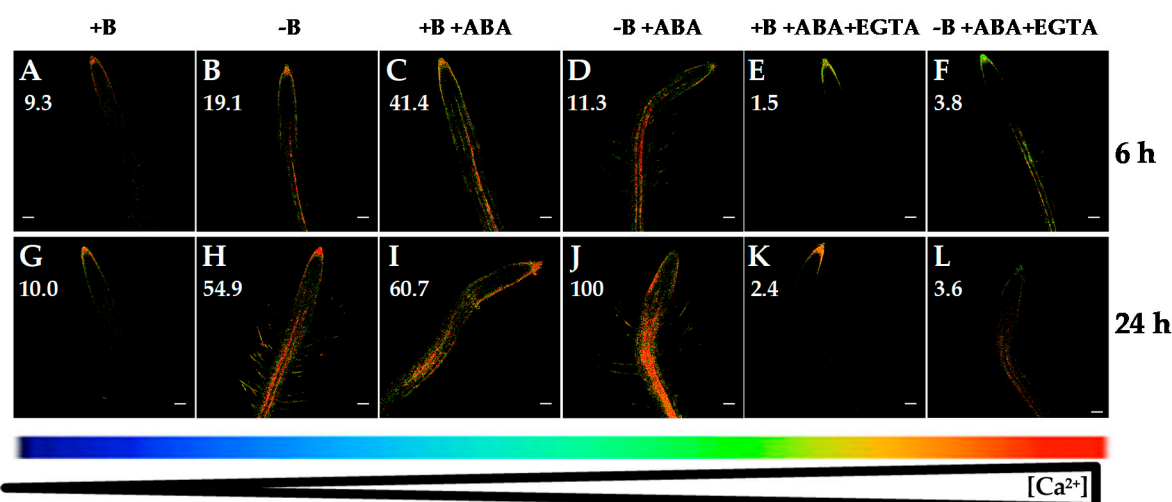 +B -B +B +ABA -B +ABA +B +ABA+EGTA -B +ABA+EGTA
A B C D E F
9.3 19.1 41.4 11.3 1.5 3.8
6 h
G H I J K L
10.0 54.9 60.7 100 2.4 3.6
24 h
[Ca²⁺]